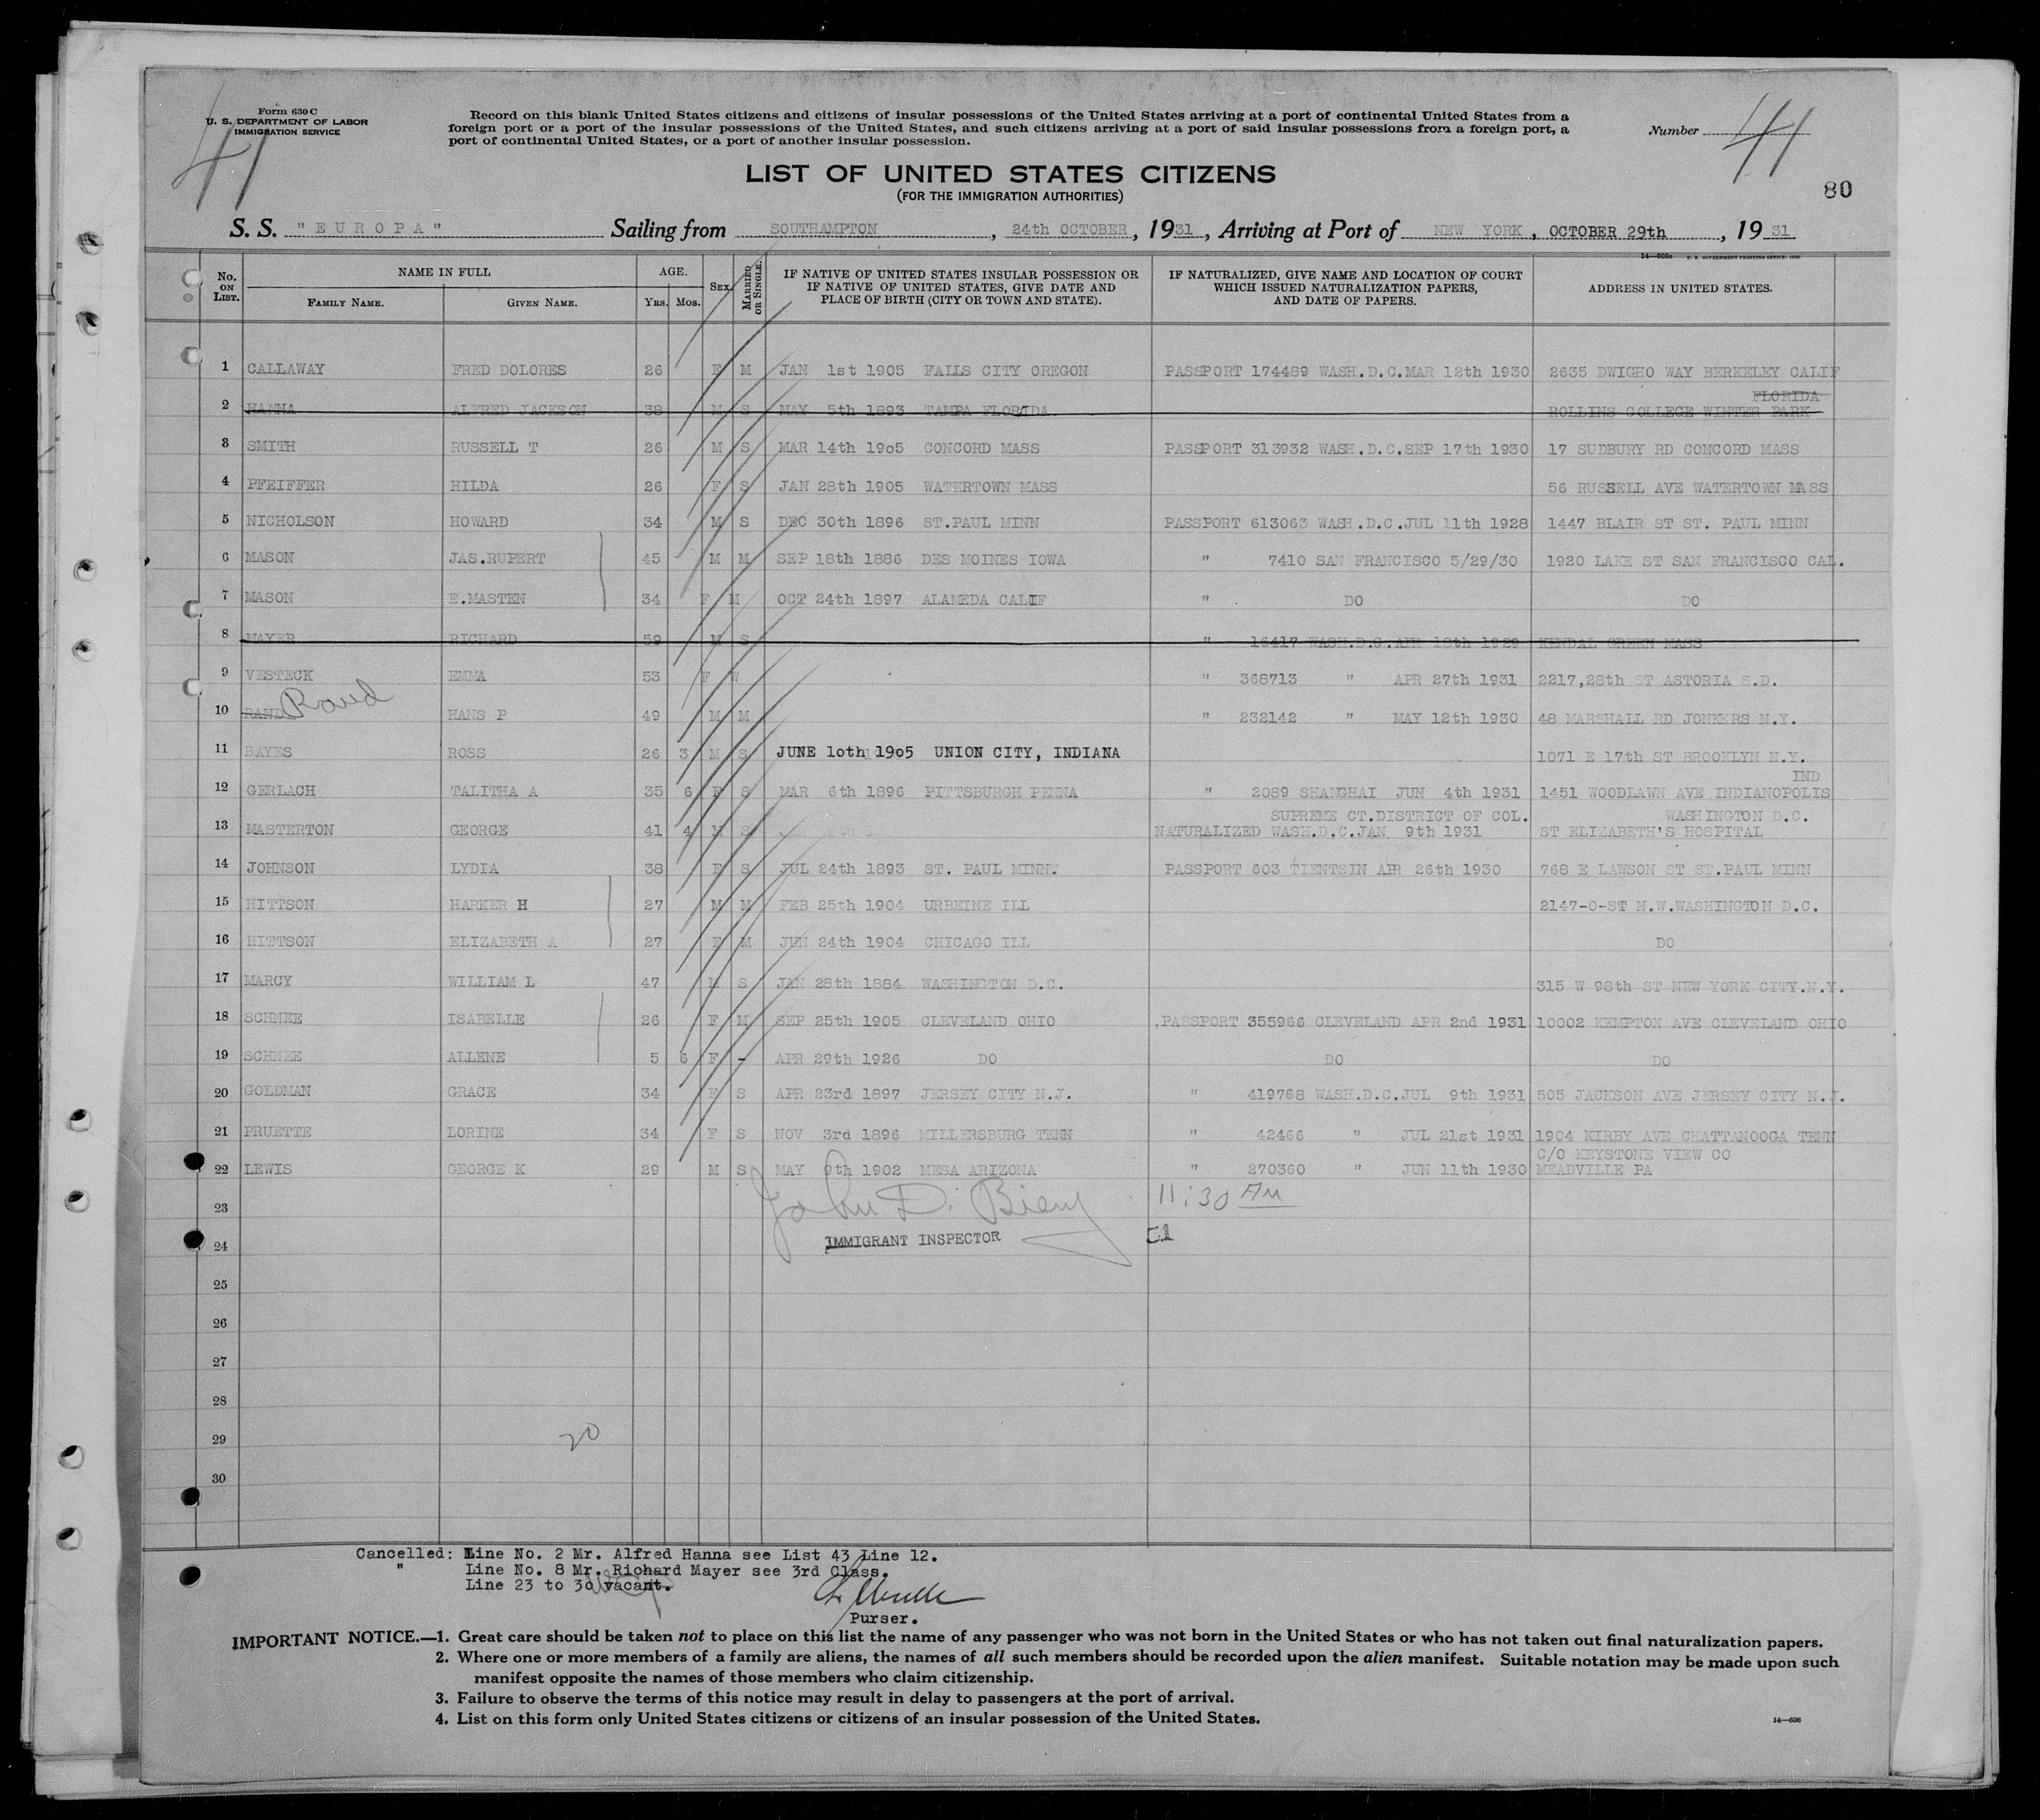 Form 630 C
U. S. DEPARTMENT OF LABOR
IMMIGRATION SERVICE
41
Record on this blank United States citizens and citizens of insular possessions of the United States arriving at a port of continental United States from a
foreign port or a port of the insular possessions of the United States, and such citizens arriving at a port of said insular possessions from a foreign port, a
port of continental United States, or a port of another insular possession.
Number 41
LIST OF UNITED STATES CITIZENS
(FOR THE IMMIGRATION AUTHORITIES)
80
S. S. "EUROPA" Sailing from SOUTHAMPTON, 24th OCTOBER, 1931, Arriving at Port of NEW YORK, OCTOBER 29th, 1931
No. ON LIST. NAME IN FULL FAMILY NAME. GIVEN NAME. AGE. YRS. MOS. SEX. MARRIED OR SINGLE. IF NATIVE OF UNITED STATES INSULAR POSSESSION OR IF NATIVE OF UNITED STATES, GIVE DATE AND PLACE OF BIRTH (CITY OR TOWN AND STATE). IF NATURALIZED, GIVE NAME AND LOCATION OF COURT WHICH ISSUED NATURALIZATION PAPERS, AND DATE OF PAPERS. ADDRESS IN UNITED STATES.
1 CALLAWAY FRED DOLORES 26 F M JAN 1st 1905 FALLS CITY OREGON PASSPORT 174489 WASH.D.C.MAR 12th 1930 2635 DWIGHO WAY BERKELEY CALIF
2 HANNA ALFRED JACKSON 38 M S MAY 5th 1893 TAMPA FLORIDA ROLLINS COLLEGE WINTER PARK FLORIDA
3 SMITH RUSSELL T 26 M S MAR 14th 19o5 CONCORD MASS PASSPORT 313932 WASH.D.C.SEP 17th 1930 17 SUDBURY RD CONCORD MASS
4 PFEIFFER HILDA 26 F S JAN 28th 1905 WATERTOWN MASS 56 RUSSELL AVE WATERTOWN MASS
5 NICHOLSON HOWARD 34 M S DEC 30th 1896 ST.PAUL MINN PASSPORT 613063 WASH.D.C.JUL 11th 1928 1447 BLAIR ST ST. PAUL MINN
6 MASON JAS.RUPERT 45 M M SEP 18th 1886 DES MOINES IOWA " 7410 SAN FRANCISCO 5/29/30 1920 LAKE ST SAN FRANCISCO CAL.
7 MASON E.MASTEN 34 F M OCT 24th 1897 ALAMEDA CALIF " DO DO
8 MAYER RICHARD 59 M S " 16417 WASH.D.C.APR 18th 1929 KENDAL GREEN MASS
9 VESTECK EMMA 53 F W " 368713 " APR 27th 1931 2217,28th ST ASTORIA S.D.
10 RAND Raud HANS P 49 M M " 232142 " MAY 12th 1930 48 MARSHALL RD JONKERS N.Y.
11 BAYES ROSS 26 3 M S JUNE 1oth 19o5 UNION CITY, INDIANA 1071 E 17th ST BROOKLYN N.Y.
12 GERLACH TALITHA A 35 6 F S MAR 6th 1896 PITTSBURGH PENNA " 2089 SHANGHAI JUN 4th 1931 1451 WOODLAWN AVE INDIANOPOLIS IND
13 MASTERTON GEORGE 41 4 M S SUPREME CT.DISTRICT OF COL. NATURALIZED WASH.D.C.JAN 9th 1931 ST ELIZABETH'S HOSPITAL WASHINGTON D.C.
14 JOHNSON LYDIA 38 F S JUL 24th 1893 ST. PAUL MINN. PASSPORT 603 TIENTSIN APR 26th 1930 768 E LAWSON ST ST.PAUL MINN
15 HITTSON HARKER H 27 M M FEB 25th 1904 URBEINE ILL 2147-O-ST N.W.WASHINGTON D.C.
16 HITTSON ELIZABETH A 27 F M JUN 24th 1904 CHICAGO ILL DO
17 MARCY WILLIAM L 47 M S JAN 28th 1884 WASHINGTON D.C. 315 W 98th ST NEW YORK CITY.N.Y.
18 SCHNEE ISABELLE 26 F M SEP 25th 1905 CLEVELAND OHIO PASSPORT 355966 CLEVELAND APR 2nd 1931 10002 KEMPTON AVE CLEVELAND OHIO
19 SCHNEE ALLENE 5 6 F - APR 29th 1926 DO DO DO
20 GOLDMAN GRACE 34 F S APR 23rd 1897 JERSEY CITY N.J. " 419768 WASH.D.C.JUL 9th 1931 505 JACKSON AVE JERSEY CITY N.J.
21 PRUETTE LORINE 34 F S NOV 3rd 1896 MILLERSBURG TENN " 42466 " JUL 21st 1931 1904 KIRBY AVE CHATTANOOGA TENN
22 LEWIS GEORGE K 29 M S MAY 9th 1902 MESA ARIZONA " 270360 " JUN 11th 1930 C/O KEYSTONE VIEW CO MEADVILLE PA
23 John D. 11:30 AM
24 IMMIGRANT INSPECTOR
25
26
27
28
29
20
30
Cancelled: Line No. 2 Mr. Alfred Hanna see List 43 Line 12.
" Line No. 8 Mr. Richard Mayer see 3rd Class.
Line 23 to 3o vacant.
Purser.
IMPORTANT NOTICE.—1. Great care should be taken not to place on this list the name of any passenger who was not born in the United States or who has not taken out final naturalization papers.
2. Where one or more members of a family are aliens, the names of all such members should be recorded upon the alien manifest. Suitable notation may be made upon such
manifest opposite the names of those members who claim citizenship.
3. Failure to observe the terms of this notice may result in delay to passengers at the port of arrival.
4. List on this form only United States citizens or citizens of an insular possession of the United States.